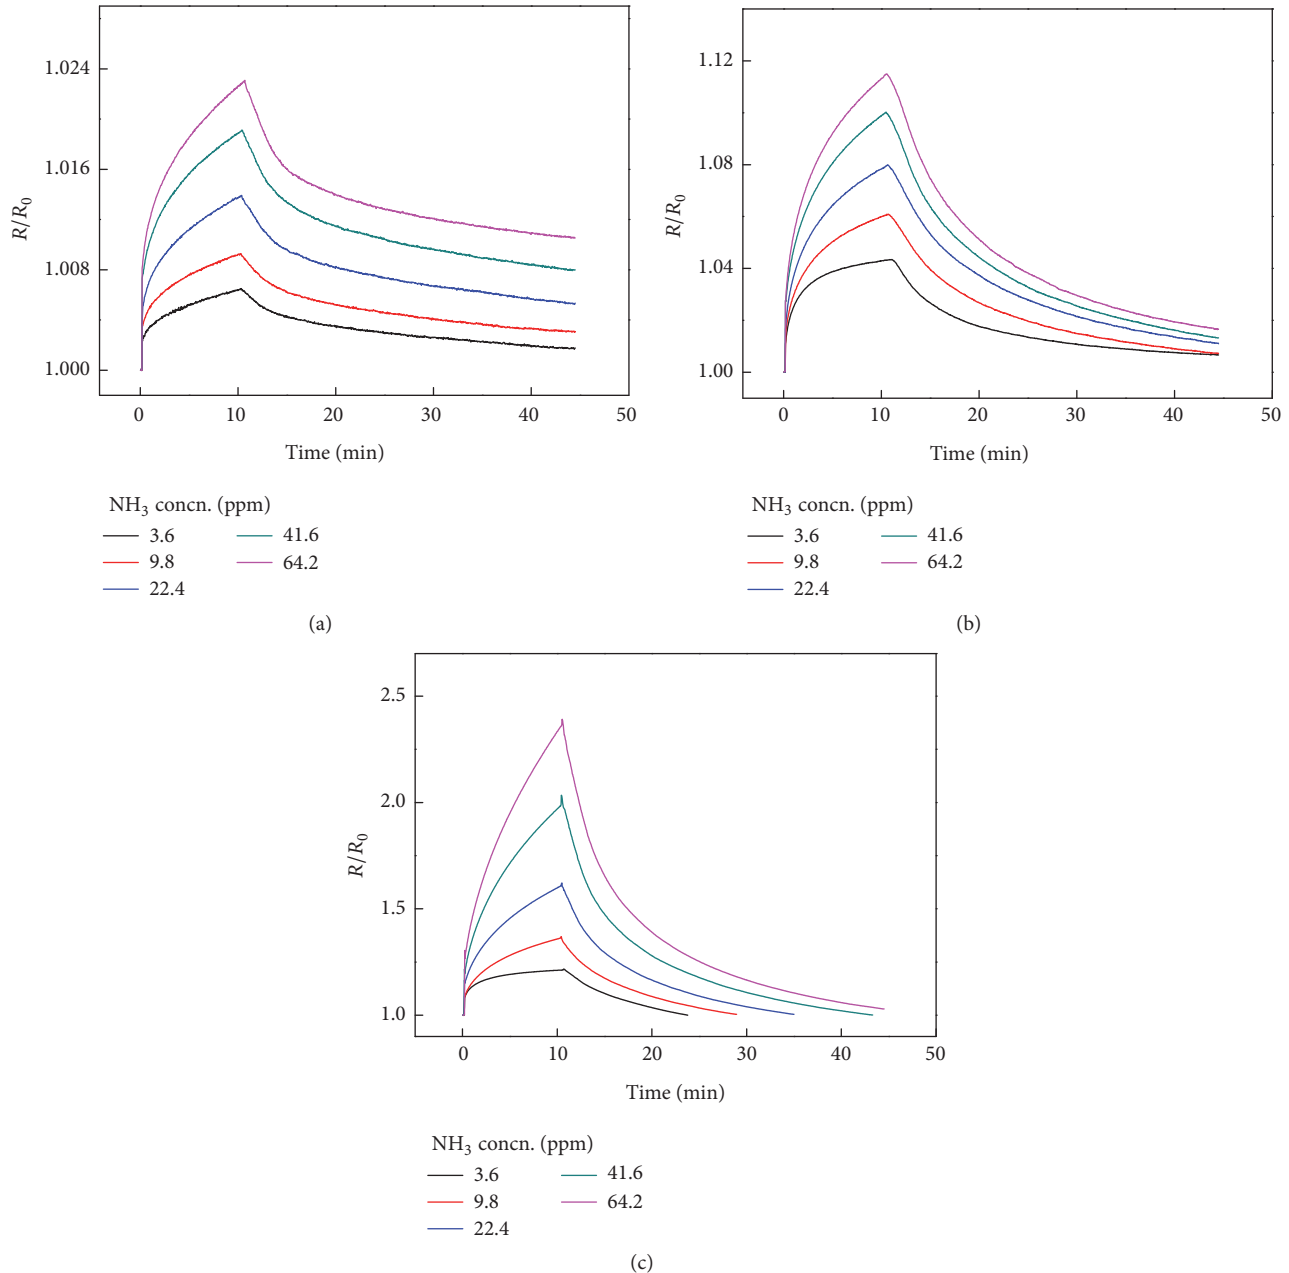 1.024
1.016
1.008
1.000
R/R0
0 10 20 30 40 50
Time (min)
NH3 concn. (ppm)
3.6 41.6
9.8 64.2
22.4
(a)
1.12
1.08
1.04
1.00
R/R0
0 10 20 30 40 50
Time (min)
NH3 concn. (ppm)
3.6 41.6
9.8 64.2
22.4
(b)
2.5
2.0
1.5
1.0
R/R0
0 10 20 30 40 50
Time (min)
NH3 concn. (ppm)
3.6 41.6
9.8 64.2
22.4
(c)